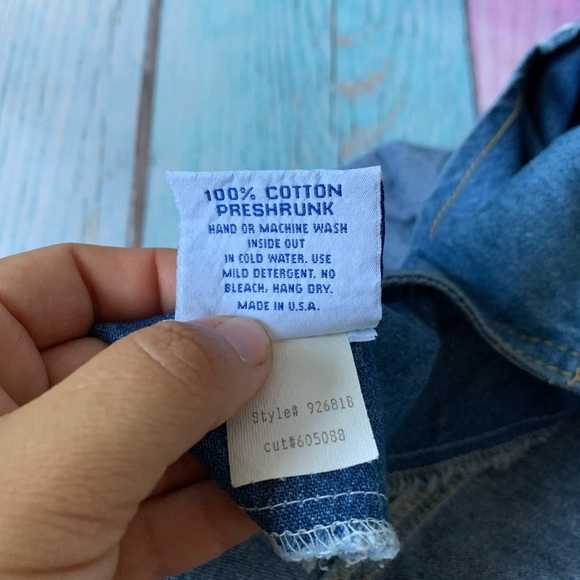 100% COTTON
PRESHRUNK
HAND OR MACHINE WASH
INSIDE OUT
IN COLD WATER. USE
MILD DETERGENT. NO
BLEACH, HANG DRY.
MADE IN U.S.A.
Style# 92681B
cut#605088